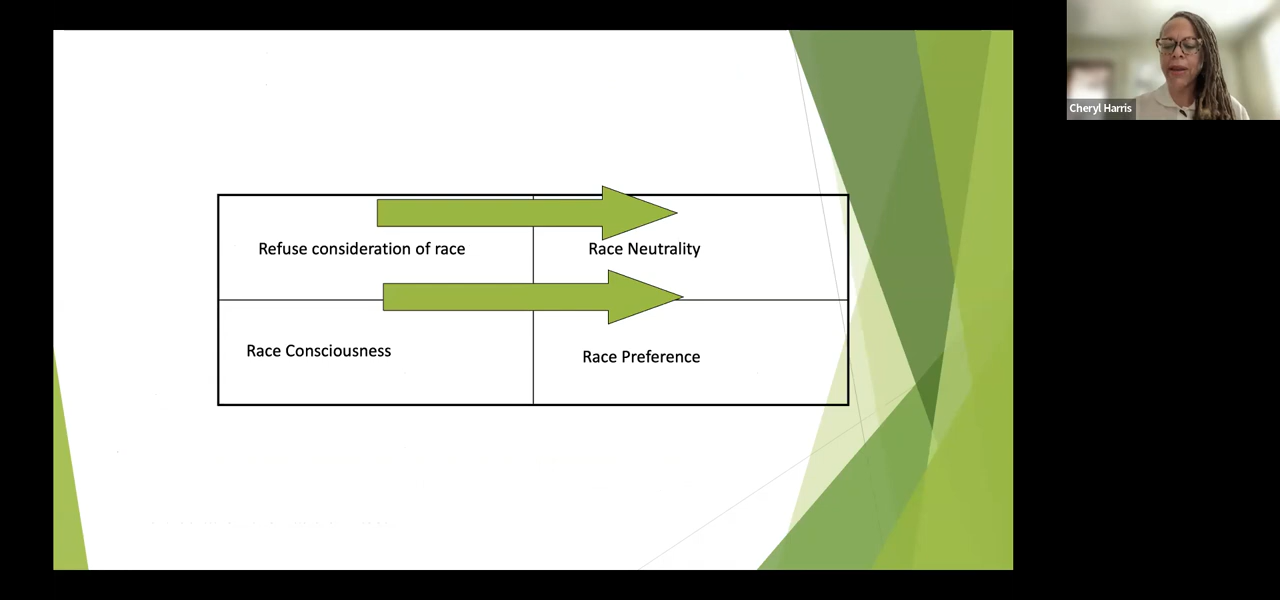 Cheryl Harris
Refuse consideration of race
Race Neutrality
Race Consciousness
Race Preference